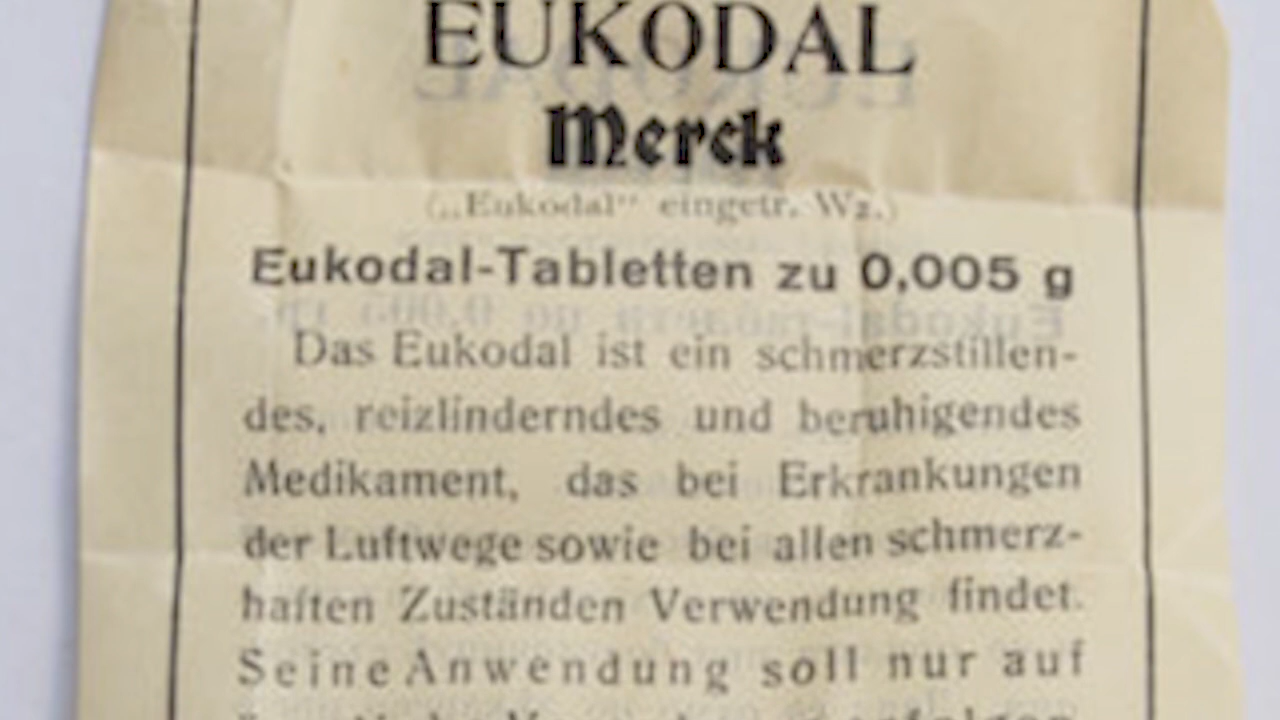 EUKODAL
Merck
(„Eukodal“ eingetr. Wz.)
Eukodal-Tabletten zu 0,005 g
Das Eukodal ist ein schmerzstillen-
des, reizlinderndes und beruhigendes
Medikament, das bei Erkrankungen
der Luftwege sowie bei allen schmerz-
haften Zuständen Verwendung findet.
Seine Anwendung soll nur auf